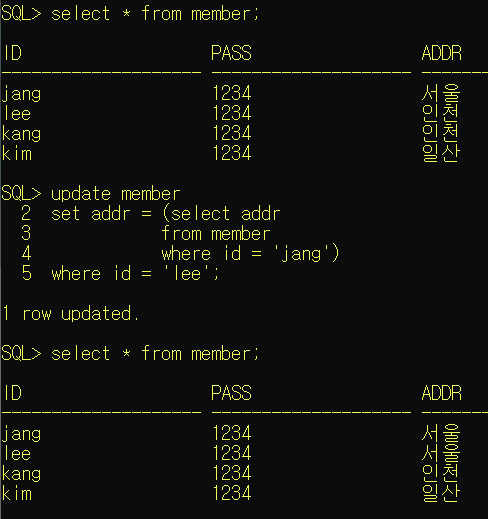 SQL> select * from member;
ID PASS ADDR
-------------------- -------------------- -------
jang 1234 서울
lee 1234 인천
kang 1234 인천
kim 1234 일산
SQL> update member
2 set addr = (select addr
3 from member
4 where id = 'jang')
5 where id = 'lee';
1 row updated.
SQL> select * from member;
ID PASS ADDR
-------------------- -------------------- -------
jang 1234 서울
lee 1234 서울
kang 1234 인천
kim 1234 일산